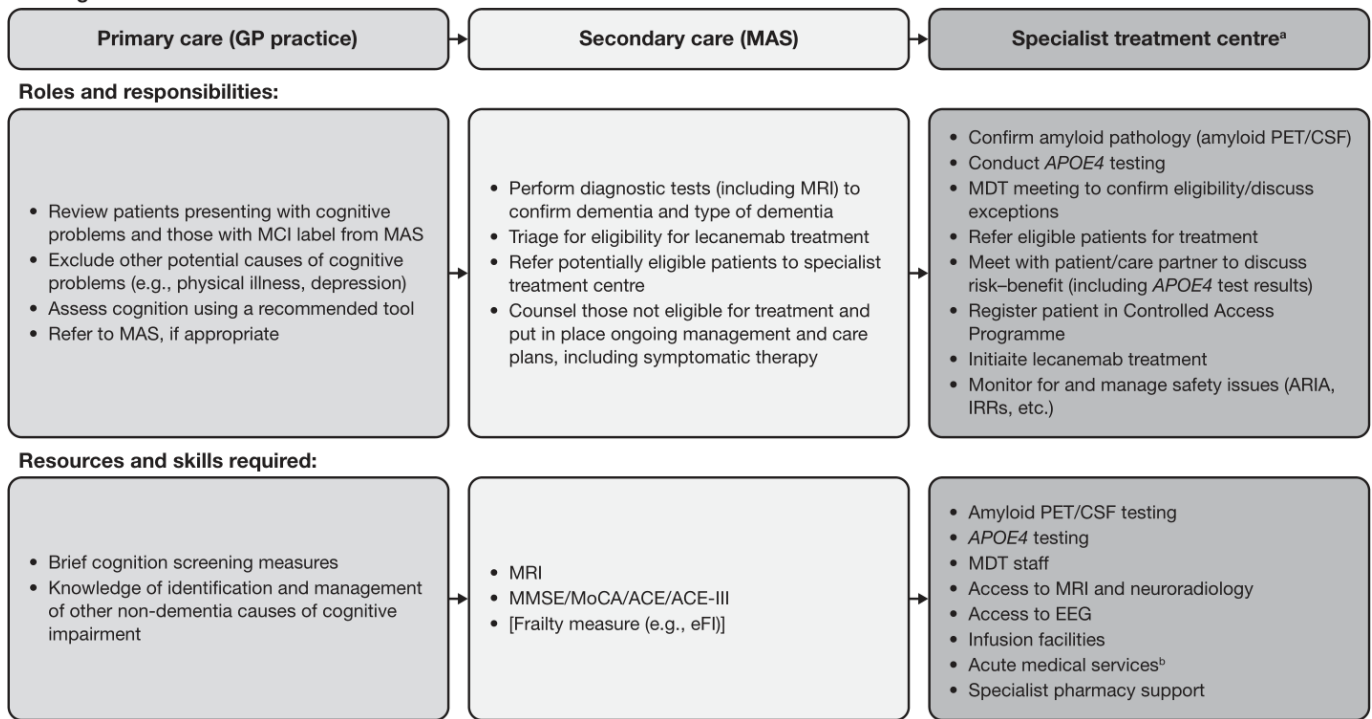 Primary care (GP practice)
Secondary care (MAS)
Specialist treatment centreᵃ
Roles and responsibilities:
• Review patients presenting with cognitive
problems and those with MCI label from MAS
• Exclude other potential causes of cognitive
problems (e.g., physical illness, depression)
• Assess cognition using a recommended tool
• Refer to MAS, if appropriate
• Perform diagnostic tests (including MRI) to
confirm dementia and type of dementia
• Triage for eligibility for lecanemab treatment
• Refer potentially eligible patients to specialist
treatment centre
• Counsel those not eligible for treatment and
put in place ongoing management and care
plans, including symptomatic therapy
• Confirm amyloid pathology (amyloid PET/CSF)
• Conduct APOE4 testing
• MDT meeting to confirm eligibility/discuss
exceptions
• Refer eligible patients for treatment
• Meet with patient/care partner to discuss
risk–benefit (including APOE4 test results)
• Register patient in Controlled Access
Programme
• Initiaite lecanemab treatment
• Monitor for and manage safety issues (ARIA,
IRRs, etc.)
Resources and skills required:
• Brief cognition screening measures
• Knowledge of identification and management
of other non-dementia causes of cognitive
impairment
• MRI
• MMSE/MoCA/ACE/ACE-III
• [Frailty measure (e.g., eFI)]
• Amyloid PET/CSF testing
• APOE4 testing
• MDT staff
• Access to MRI and neuroradiology
• Access to EEG
• Infusion facilities
• Acute medical servicesᵇ
• Specialist pharmacy support